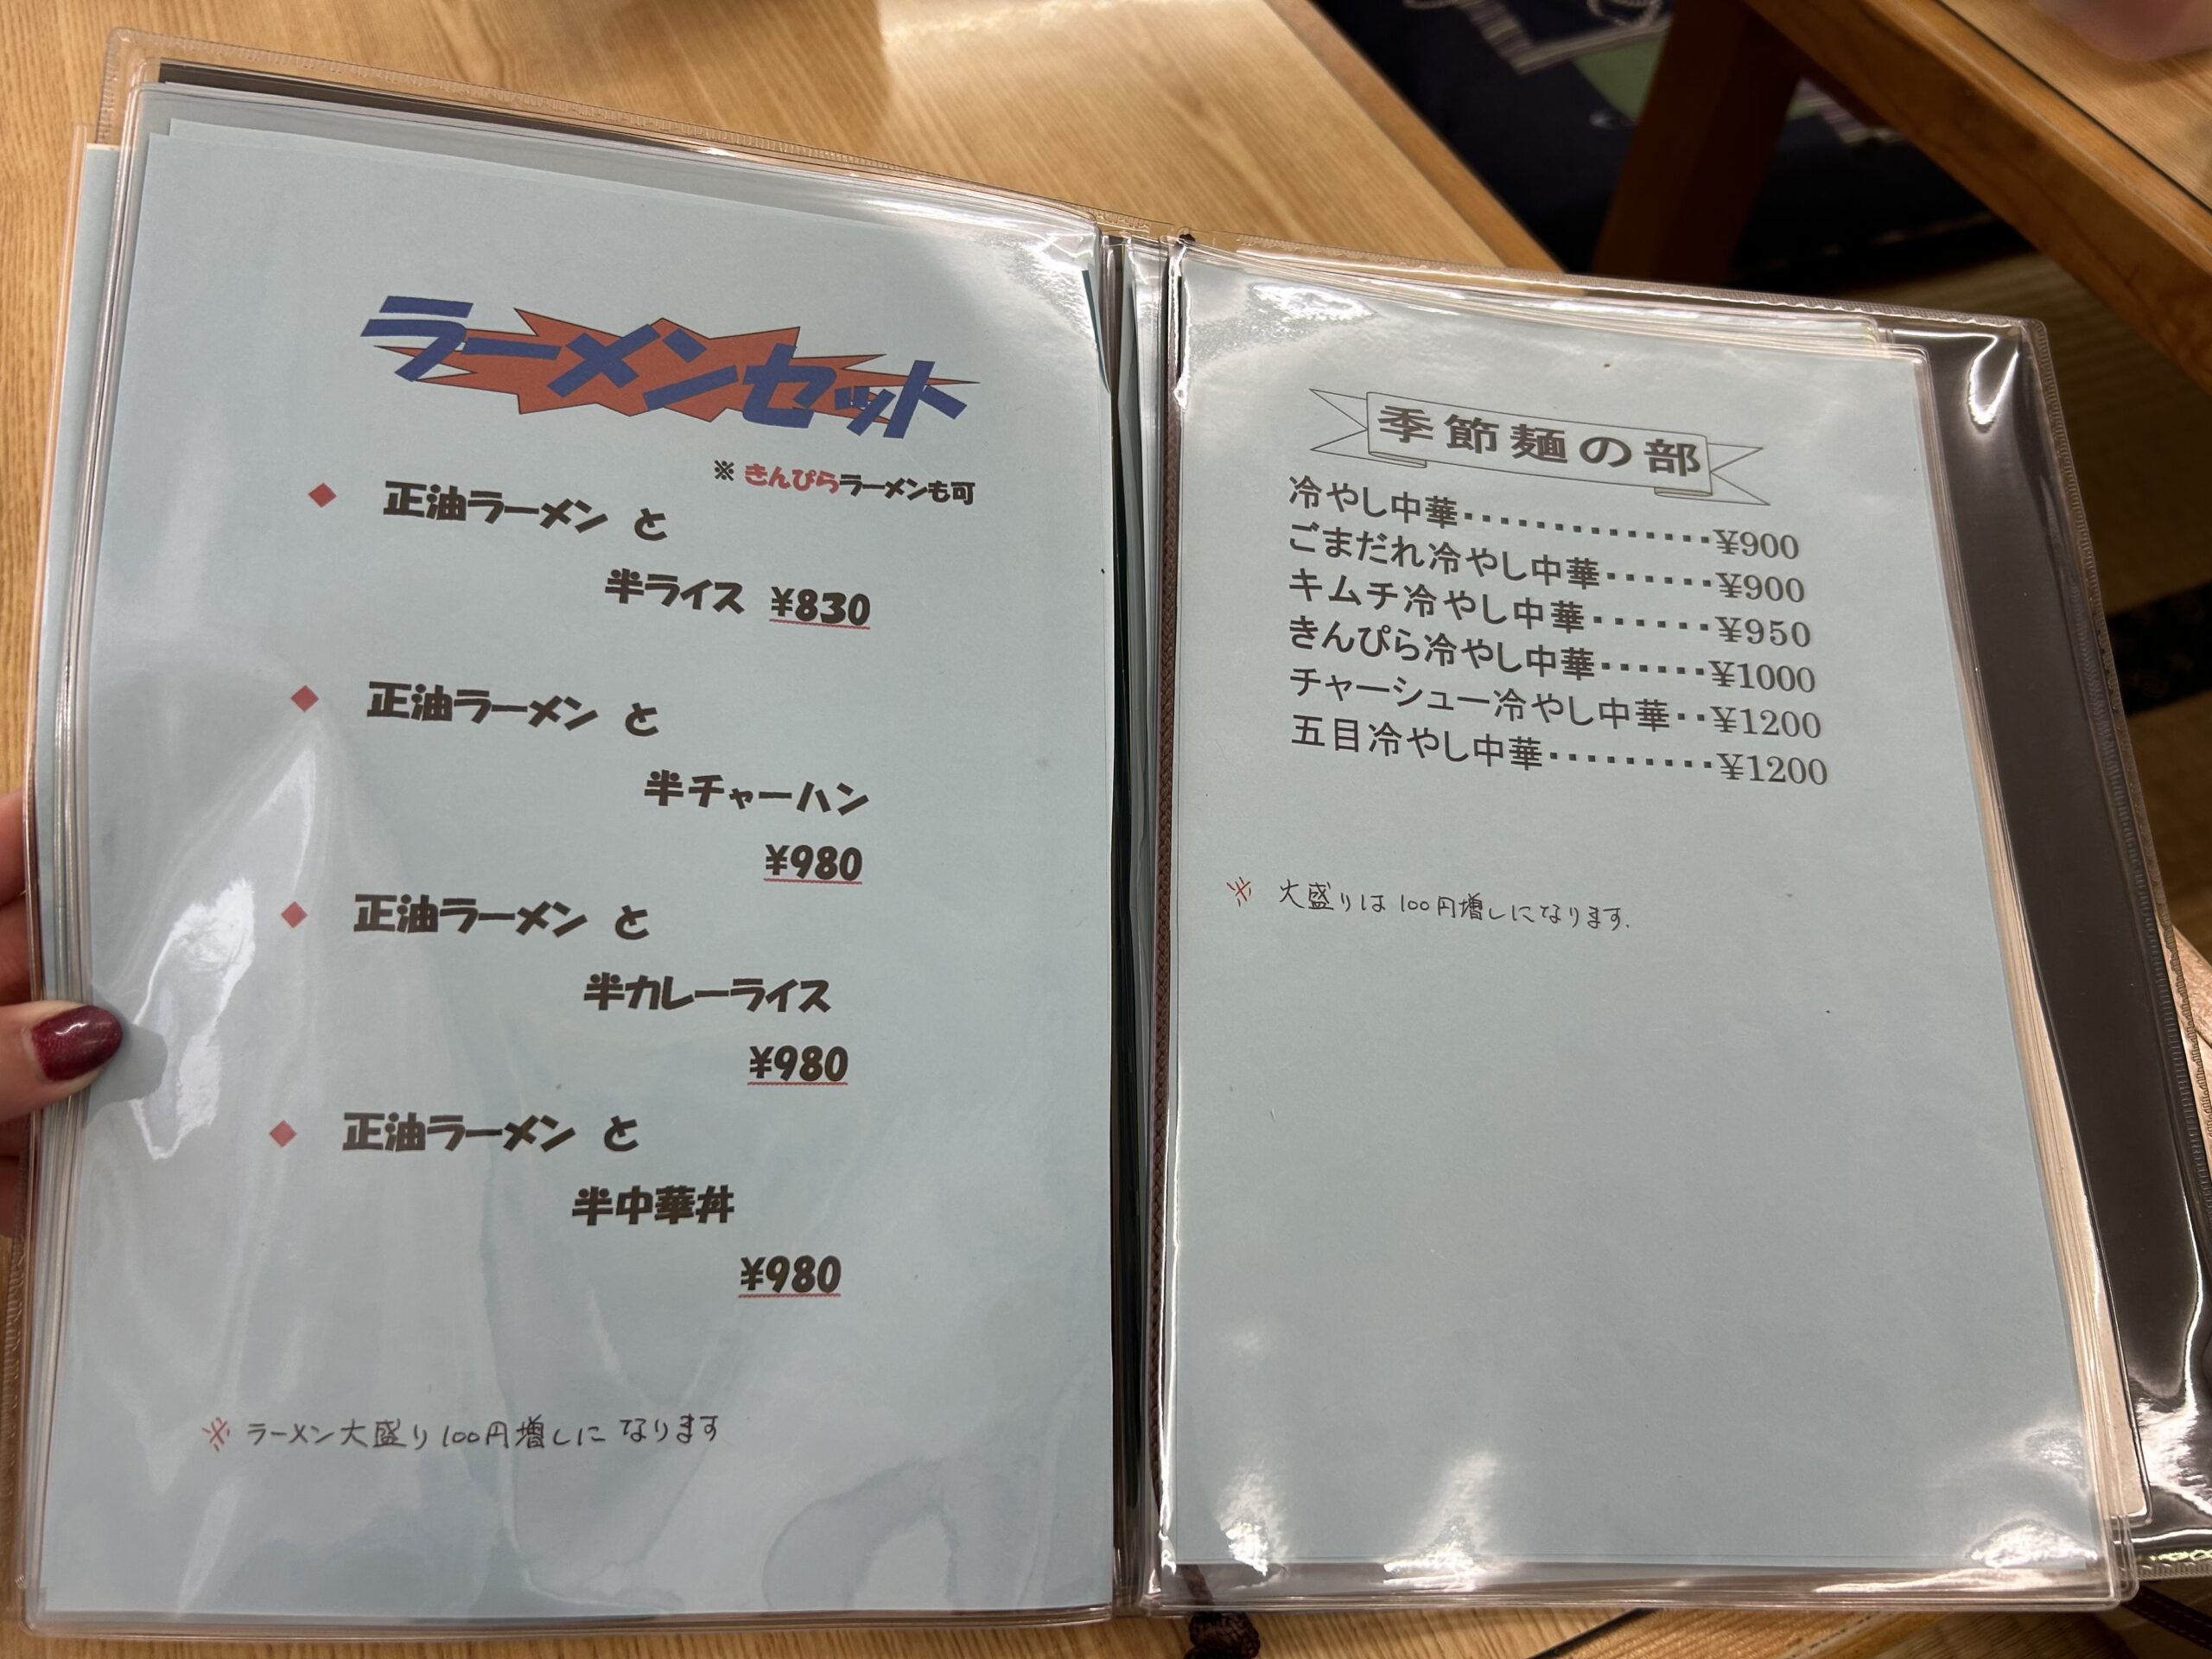 ラーメンセット
※ きんぴらラーメンも可
◆ 正油ラーメン と
半ライス ¥830
◆ 正油ラーメン と
半チャーハン
¥980
◆ 正油ラーメン と
半カレーライス
¥980
◆ 正油ラーメン と
半中華丼
¥980
※ ラーメン大盛り100円増しになります
季節麺の部
冷やし中華･･････････････¥900
ごまだれ冷やし中華･･････¥900
キムチ冷やし中華･･････¥950
きんぴら冷やし中華･･････¥1000
チャーシュー冷やし中華･･¥1200
五目冷やし中華･････････¥1200
※ 大盛りは100円増しになります.